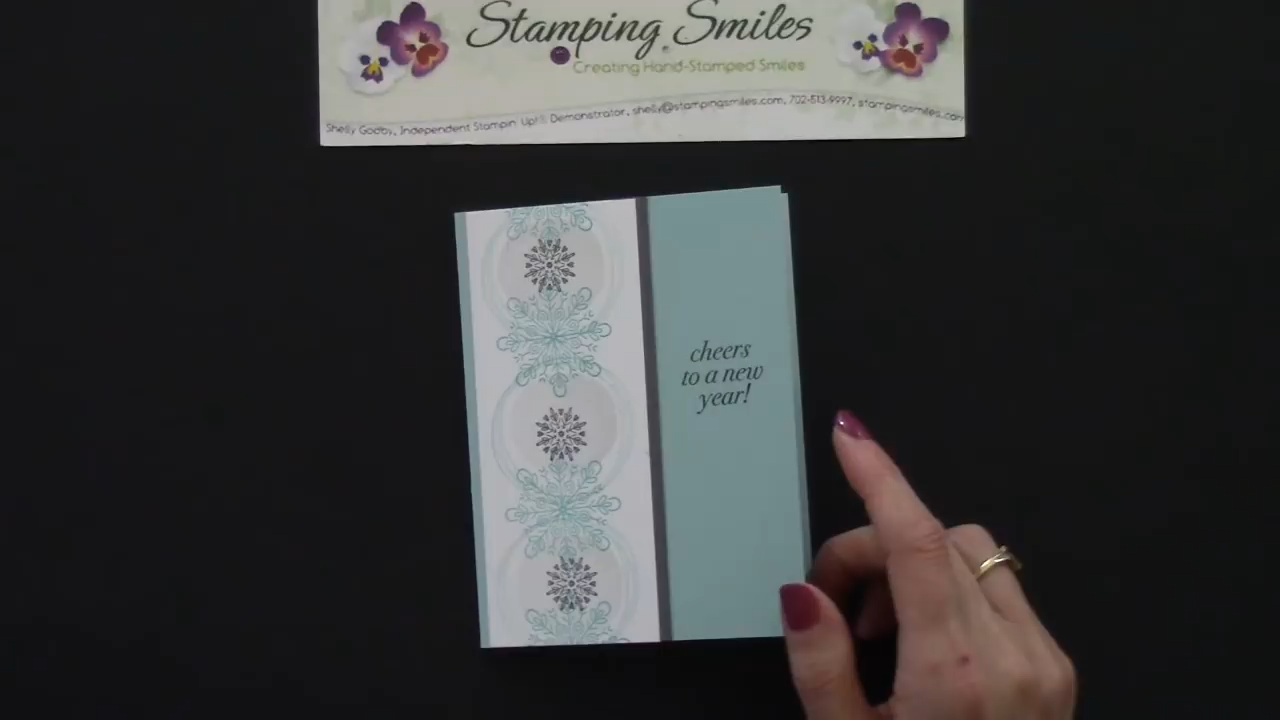 Stamping Smiles
Creating Hand-Stamped Smiles
Shelly Godby, Independent Stampin' Up!® Demonstrator, shelly@stampingsmiles.com, 702-513-9997, stampingsmiles.com
cheers
to a new
year!